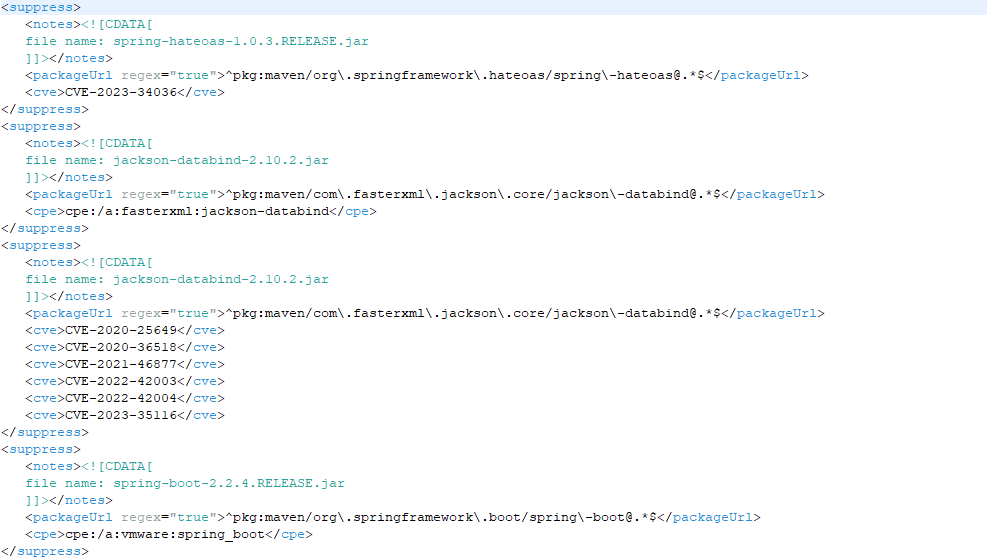 <suppress>
<notes><![CDATA[
file name: spring-hateoas-1.0.3.RELEASE.jar
]]></notes>
<packageUrl regex="true">^pkg:maven/org\.springframework\.hateoas/spring\-hateoas@.*$</packageUrl>
<cve>CVE-2023-34036</cve>
</suppress>
<suppress>
<notes><![CDATA[
file name: jackson-databind-2.10.2.jar
]]></notes>
<packageUrl regex="true">^pkg:maven/com\.fasterxml\.jackson\.core/jackson\-databind@.*$</packageUrl>
<cpe>cpe:/a:fasterxml:jackson-databind</cpe>
</suppress>
<suppress>
<notes><![CDATA[
file name: jackson-databind-2.10.2.jar
]]></notes>
<packageUrl regex="true">^pkg:maven/com\.fasterxml\.jackson\.core/jackson\-databind@.*$</packageUrl>
<cve>CVE-2020-25649</cve>
<cve>CVE-2020-36518</cve>
<cve>CVE-2021-46877</cve>
<cve>CVE-2022-42003</cve>
<cve>CVE-2022-42004</cve>
<cve>CVE-2023-35116</cve>
</suppress>
<suppress>
<notes><![CDATA[
file name: spring-boot-2.2.4.RELEASE.jar
]]></notes>
<packageUrl regex="true">^pkg:maven/org\.springframework\.boot/spring\-boot@.*$</packageUrl>
<cpe>cpe:/a:vmware:spring_boot</cpe>
</suppress>